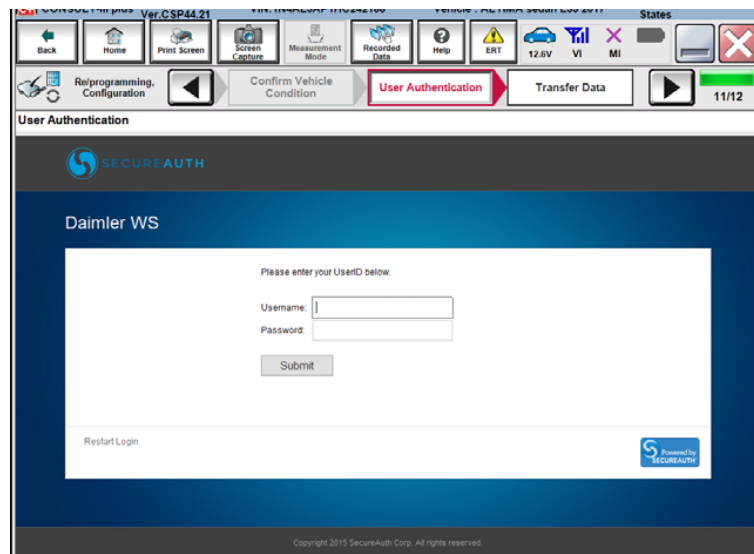 Ver.CSP44.21
States
Back
Home
Print Screen
Screen
Capture
Measurement
Mode
Recorded
Data
Help
ERT
12.6V
VI
MI
Re/programming,
Configuration
Confirm Vehicle
Condition
User Authentication
Transfer Data
11/12
User Authentication
SECUREAUTH
Daimler WS
Please enter your UserID below.
Username:
Password:
Submit
Restart Login
Powered by
SECUREAUTH
Copyright 2015 SecureAuth Corp. All rights reserved.